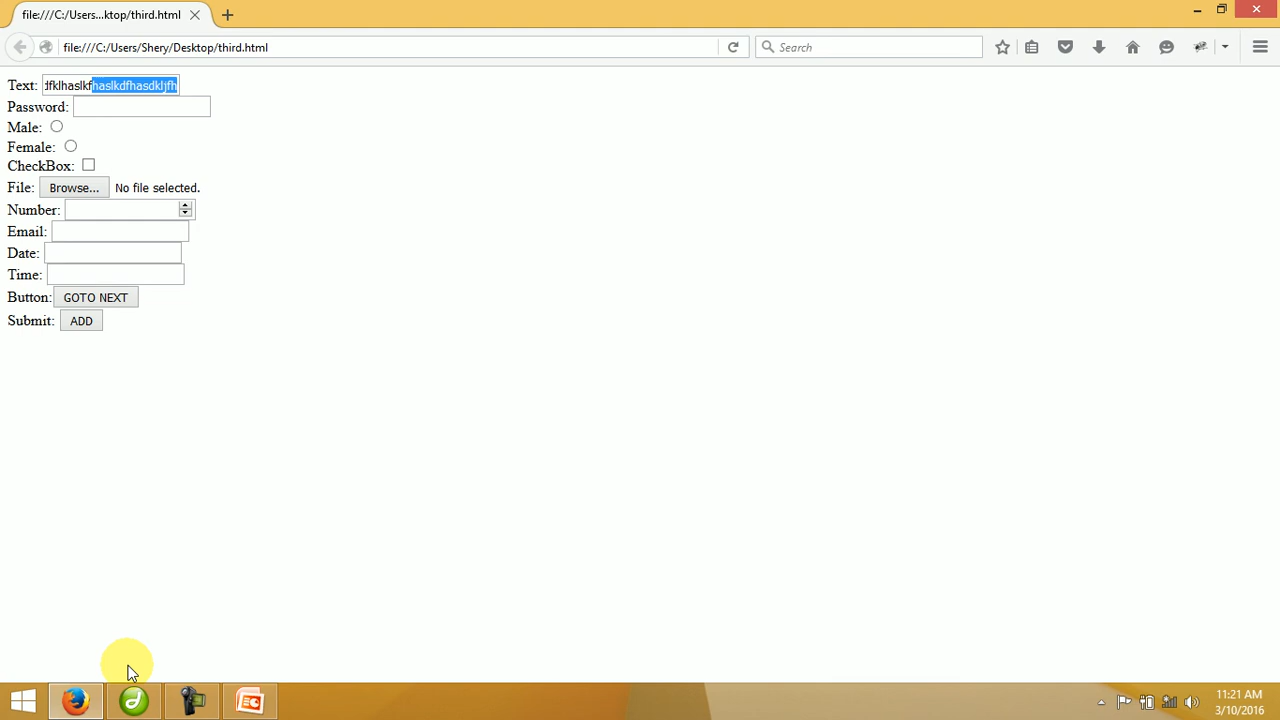 file:///C:/Users...ktop/third.html
file:///C:/Users/Shery/Desktop/third.html
Search
Text: dfklhaslkfhaslkdfhasdkljfh
Password:
Male:
Female:
CheckBox:
File: Browse... No file selected.
Number:
Email:
Date:
Time:
Button: GOTO NEXT
Submit: ADD
11:21 AM
3/10/2016